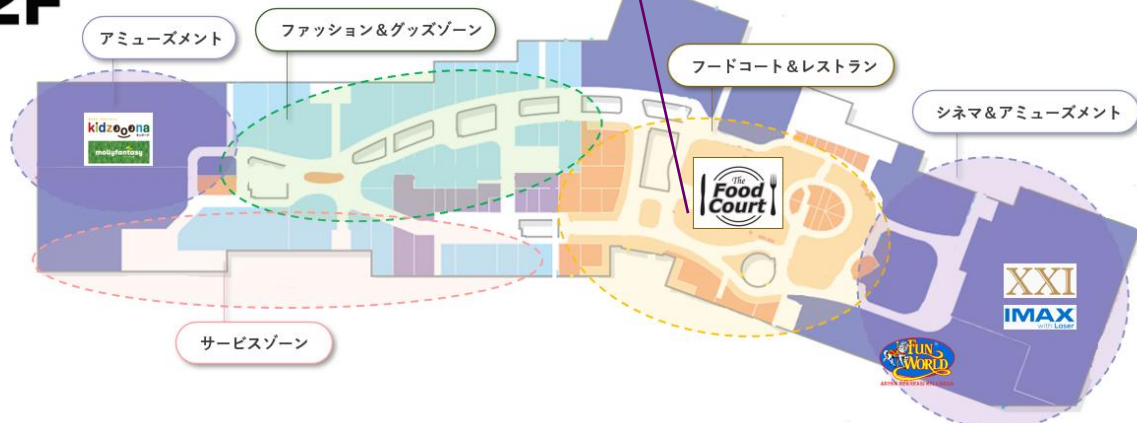 2F
アミューズメント
ファッション＆グッズゾーン
フードコート＆レストラン
シネマ＆アミューズメント
kidzooona
mollyfantasy
The
Food
Court
XXI
IMAX
with Laser
FUN
WORLD
サービスゾーン